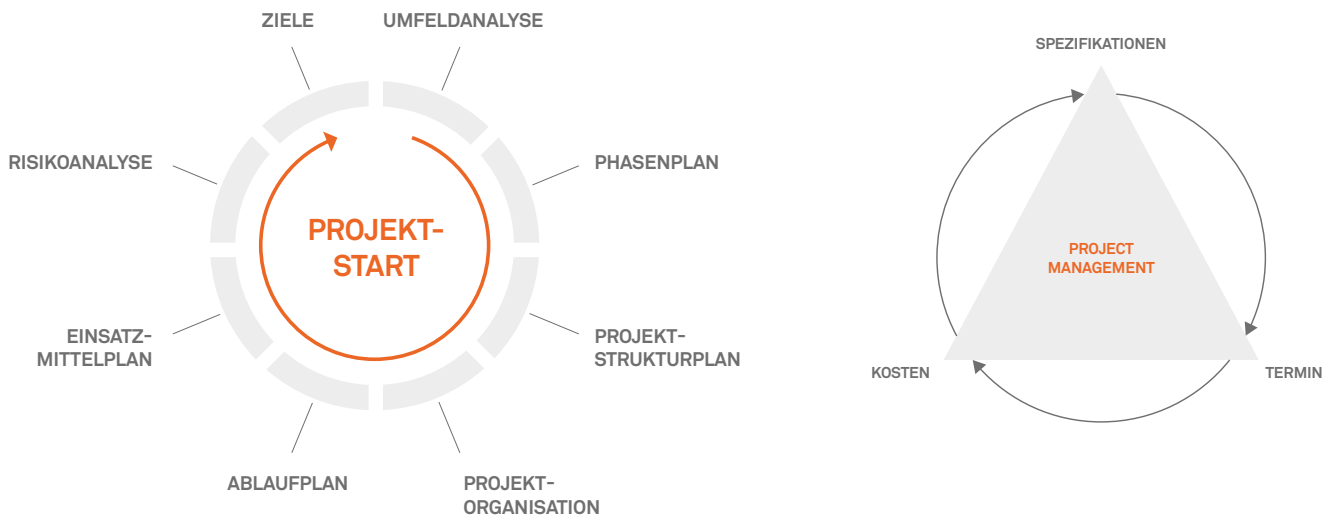 ZIELE
UMFELDANALYSE
RISIKOANALYSE
PHASENPLAN
PROJEKT-
START
EINSATZ-
MITTELPLAN
PROJEKT-
STRUKTURPLAN
ABLAUFPLAN
PROJEKT-
ORGANISATION
SPEZIFIKATIONEN
PROJECT
MANAGEMENT
KOSTEN
TERMIN